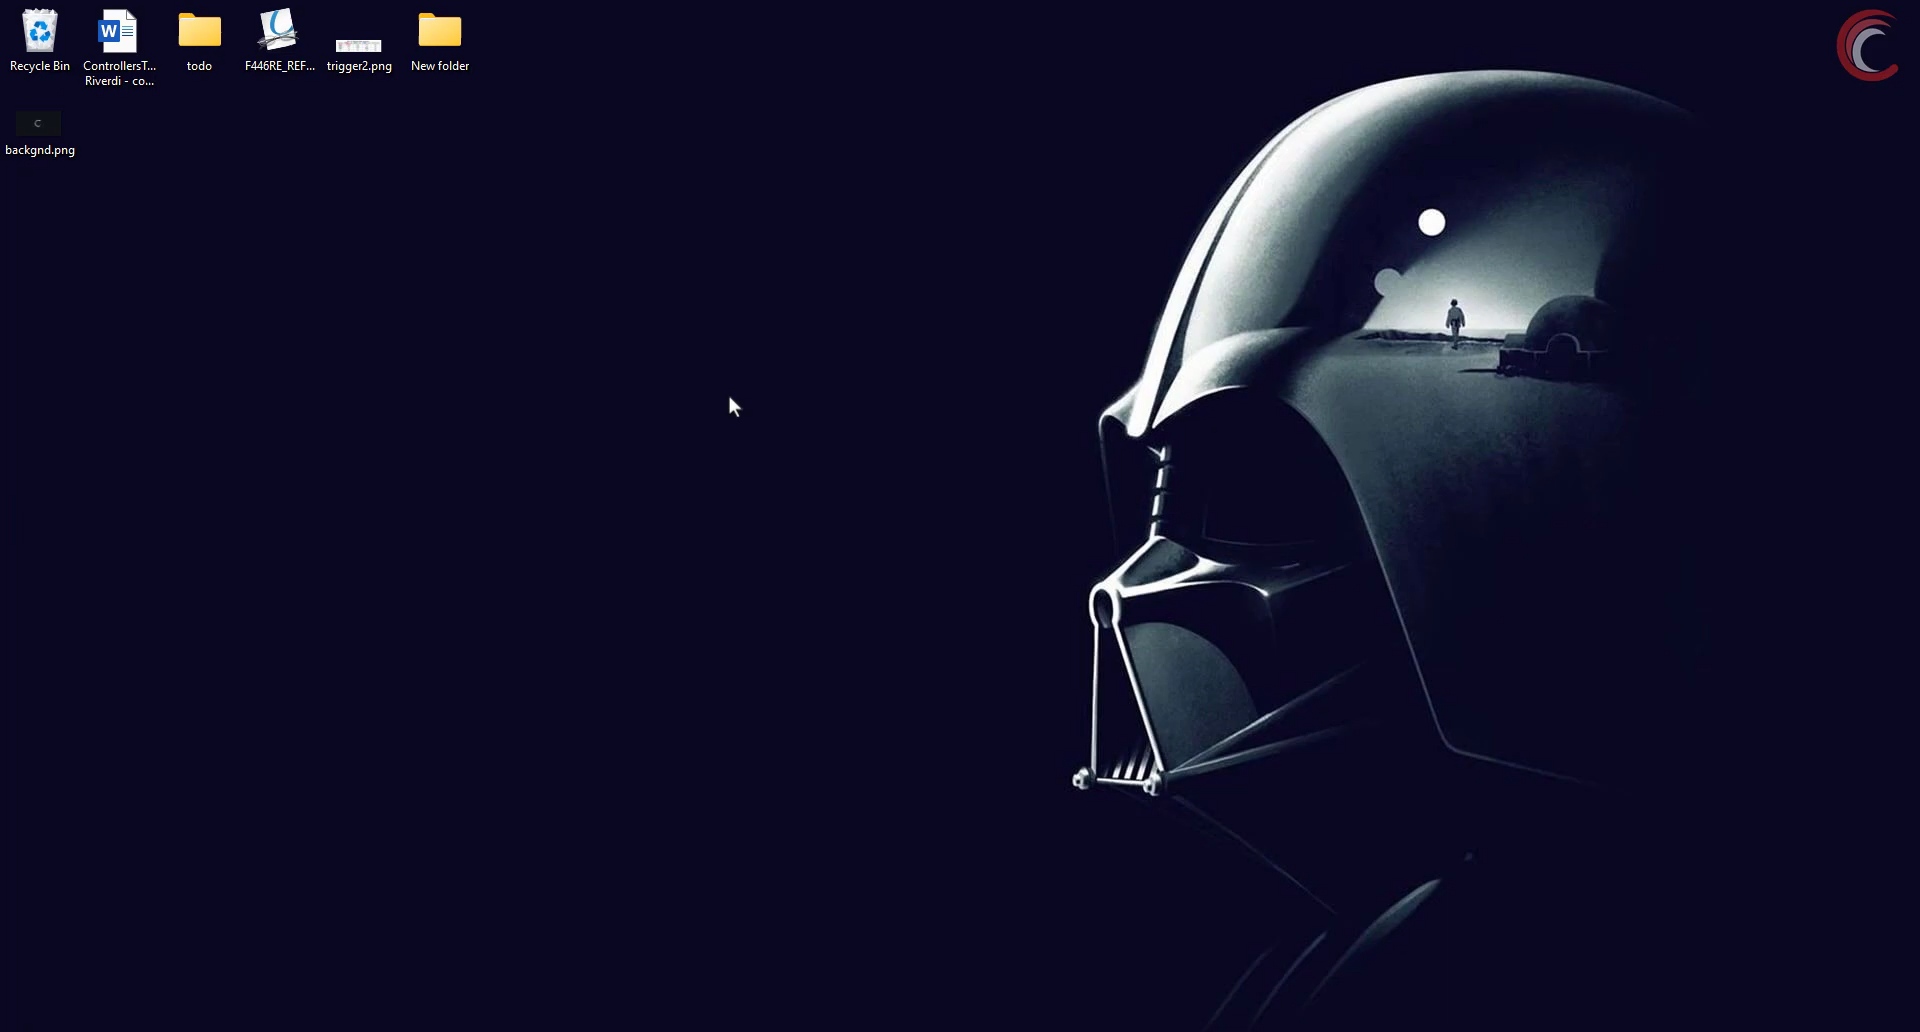 Recycle Bin
ControllersT...
Riverdi - co...
todo
F446RE_REF...
trigger2.png
New folder
backgnd.png